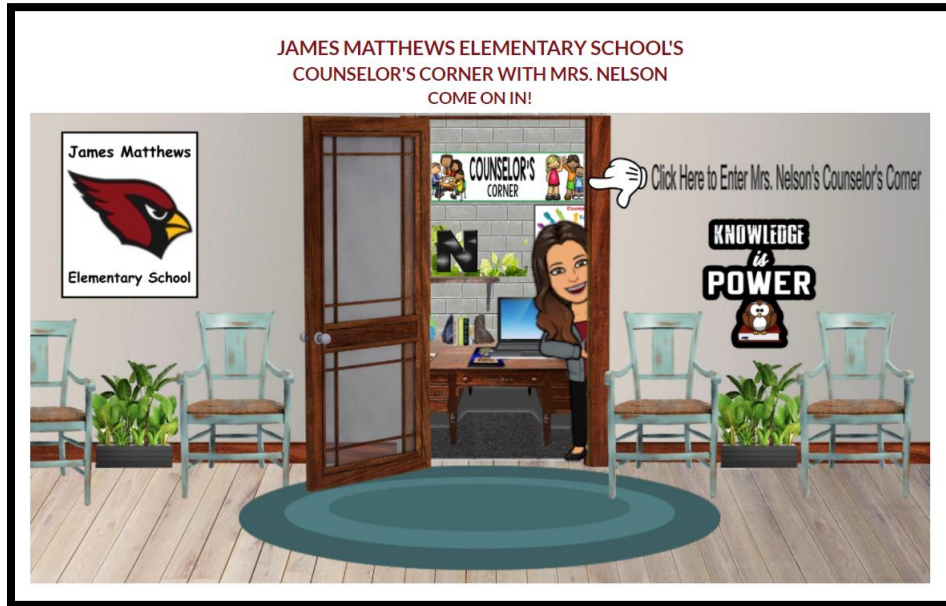 JAMES MATTHEWS ELEMENTARY SCHOOL'S
COUNSELOR'S CORNER WITH MRS. NELSON
COME ON IN!
James Matthews
Elementary School
COUNSELOR'S
CORNER
N
Click Here to Enter Mrs. Nelson's Counselor's Corner
KNOWLEDGE
is
POWER